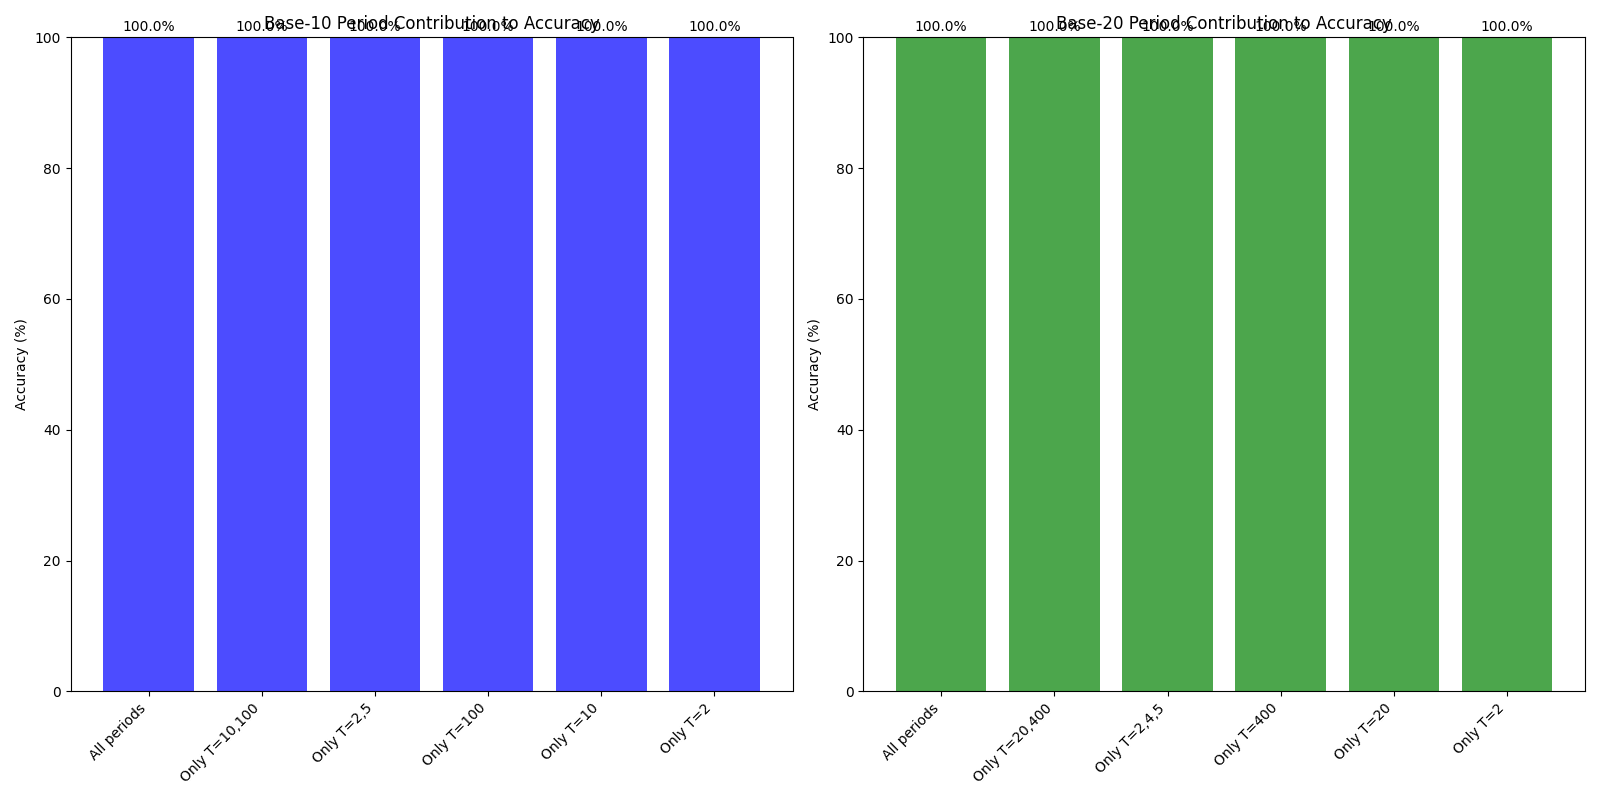 Base-10 Period Contribution to Accuracy
100.0% 100.0% 100.0% 100.0% 100.0% 100.0%
100
80
60
40
20
0
Accuracy (%)
All periods
Only T=10,100
Only T=2,5
Only T=100
Only T=10
Only T=2
Base-20 Period Contribution to Accuracy
100.0% 100.0% 100.0% 100.0% 100.0% 100.0%
100
80
60
40
20
0
Accuracy (%)
All periods
Only T=20,400
Only T=2,4,5
Only T=400
Only T=20
Only T=2